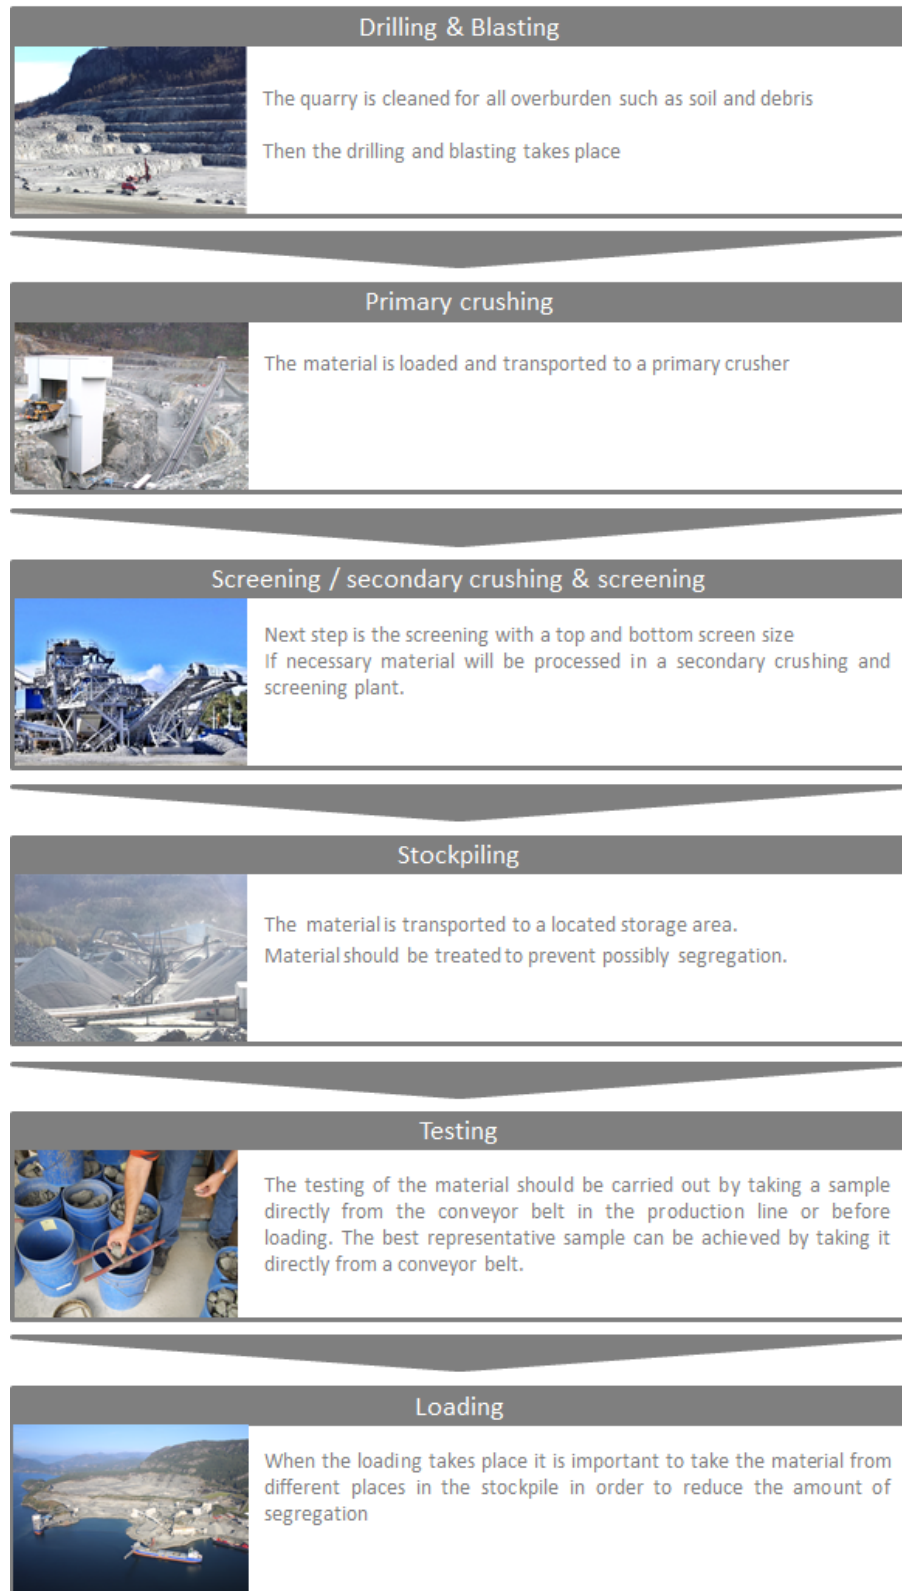 Drilling & Blasting
The quarry is cleaned for all overburden such as soil and debris
Then the drilling and blasting takes place
Primary crushing
The material is loaded and transported to a primary crusher
Screening / secondary crushing & screening
Next step is the screening with a top and bottom screen size
If necessary material will be processed in a secondary crushing and
screening plant.
Stockpiling
The material is transported to a located storage area.
Material should be treated to prevent possibly segregation.
Testing
The testing of the material should be carried out by taking a sample
directly from the conveyor belt in the production line or before
loading. The best representative sample can be achieved by taking it
directly from a conveyor belt.
Loading
When the loading takes place it is important to take the material from
different places in the stockpile in order to reduce the amount of
segregation